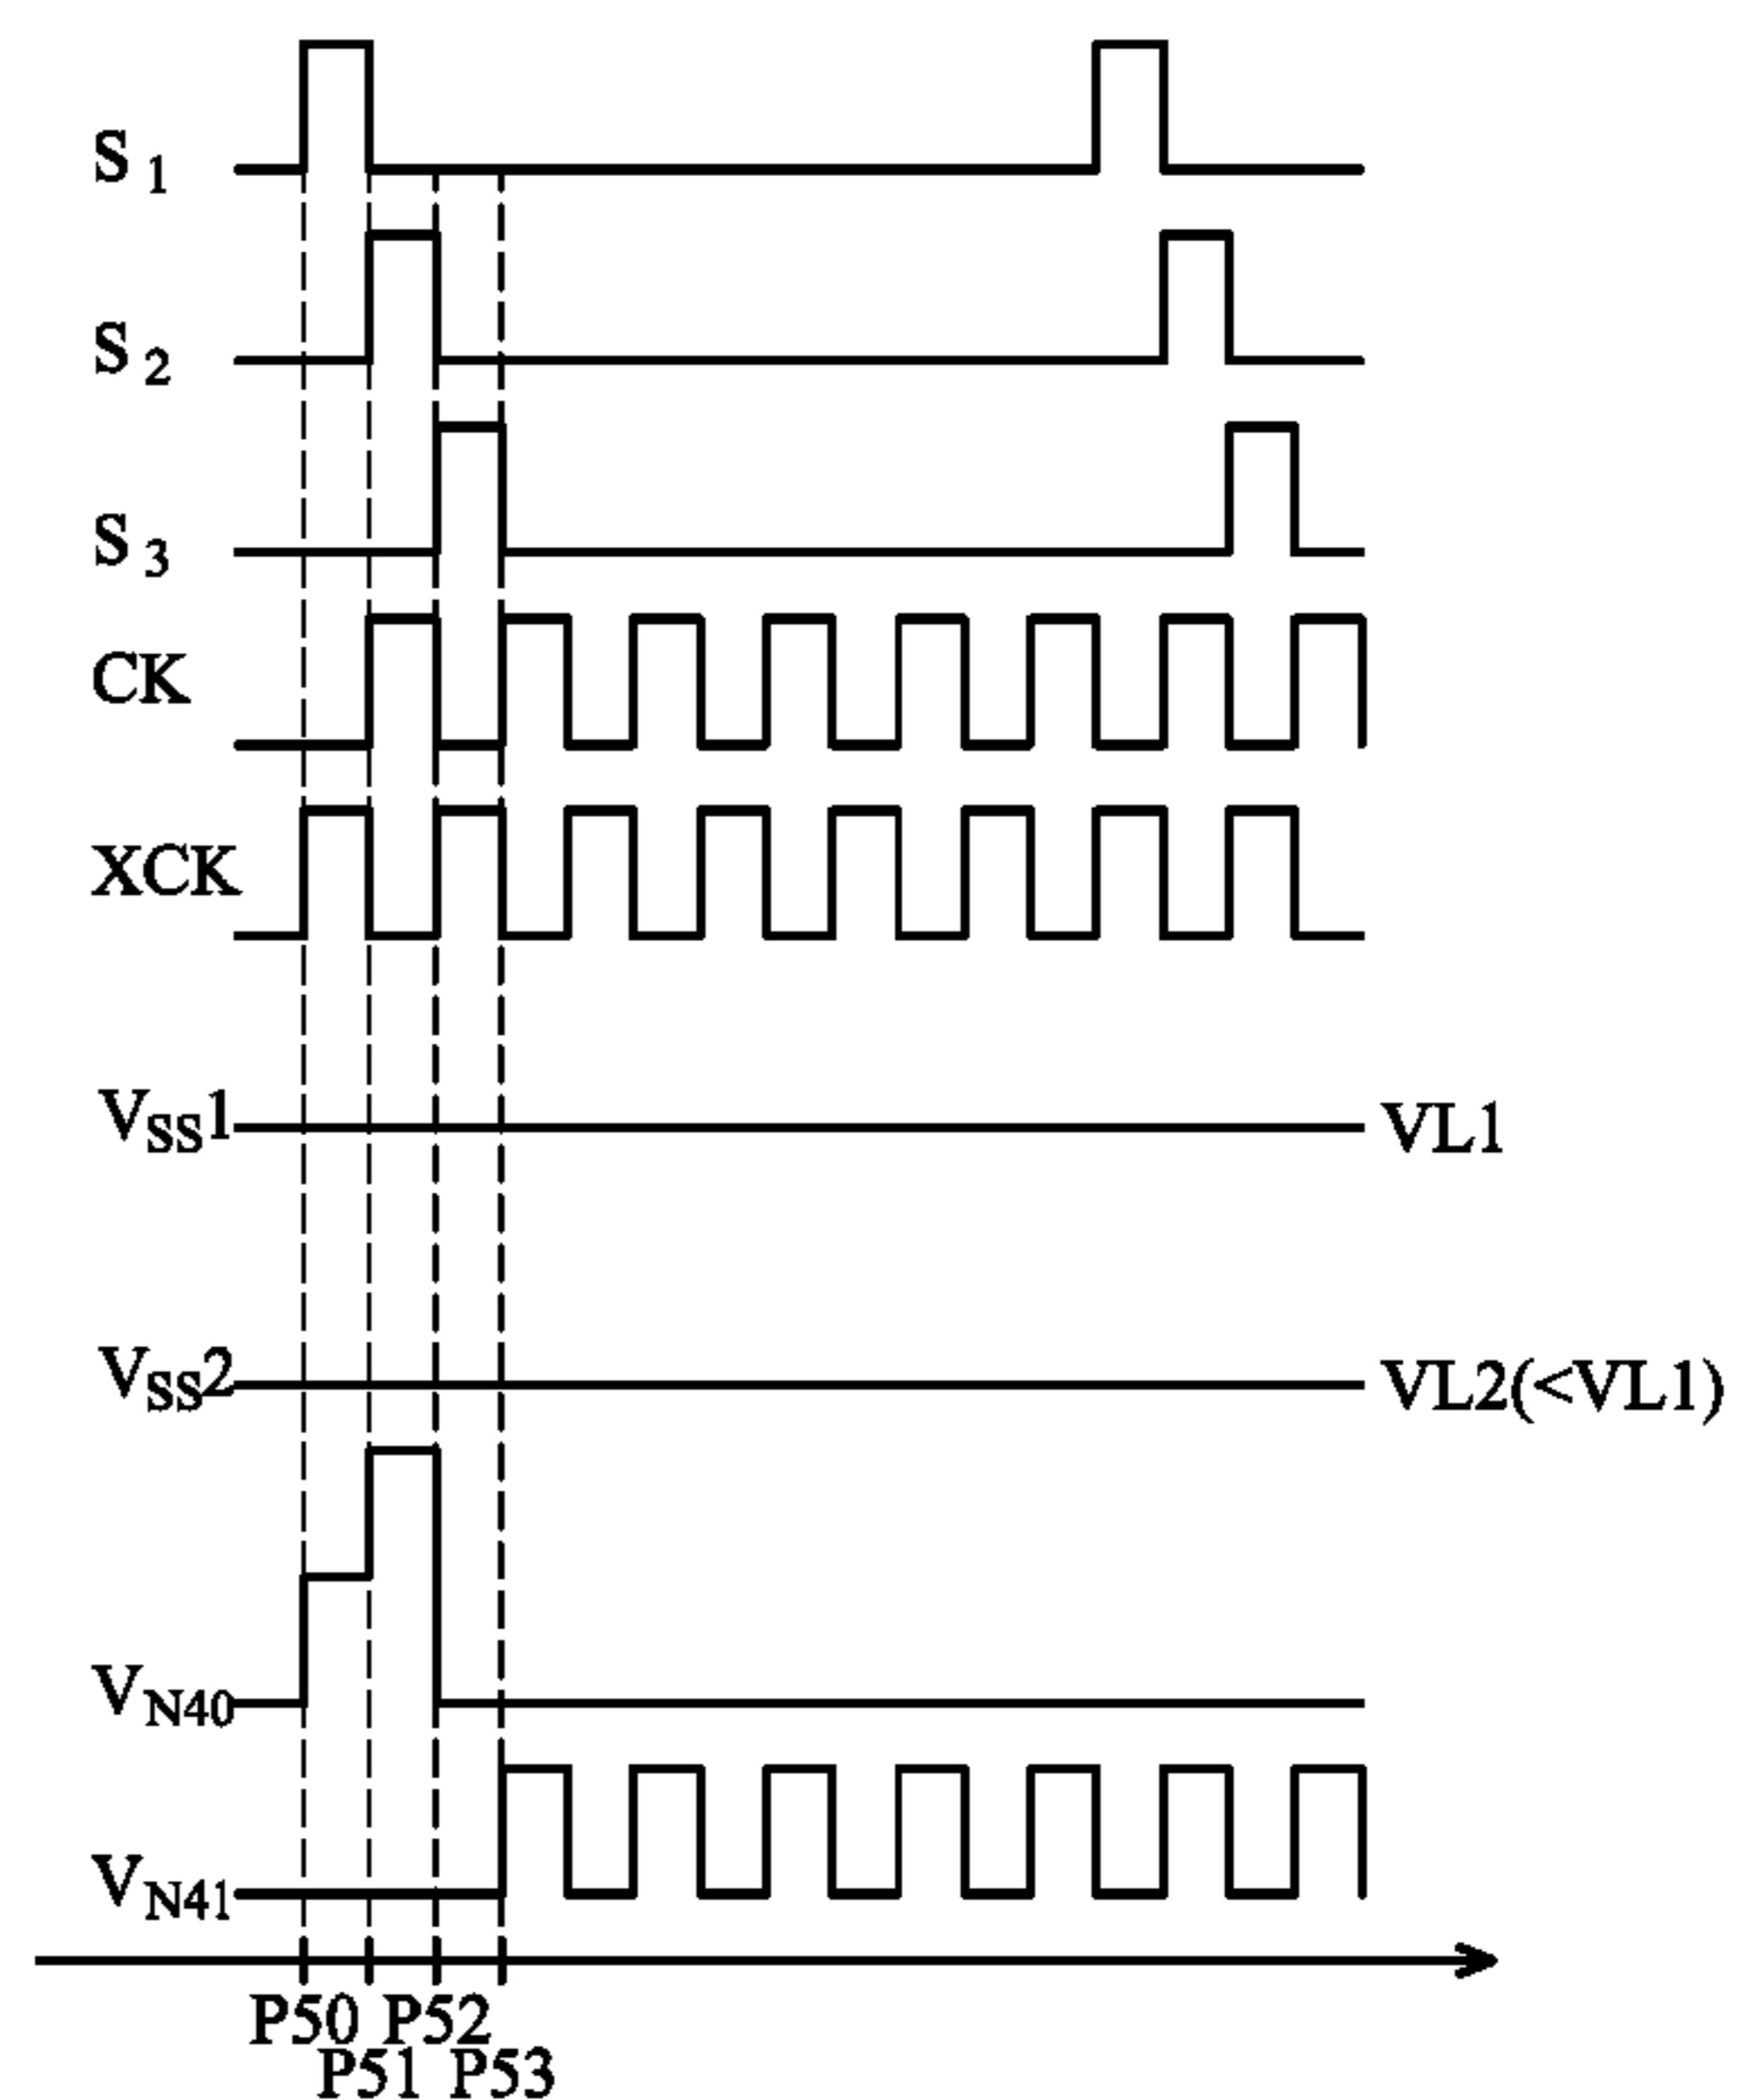 S1
S2
S3
CK
XCK
VSS1 VL1
VSS2 VL2(<VL1)
VN40
VN41
P50 P52
P51 P53